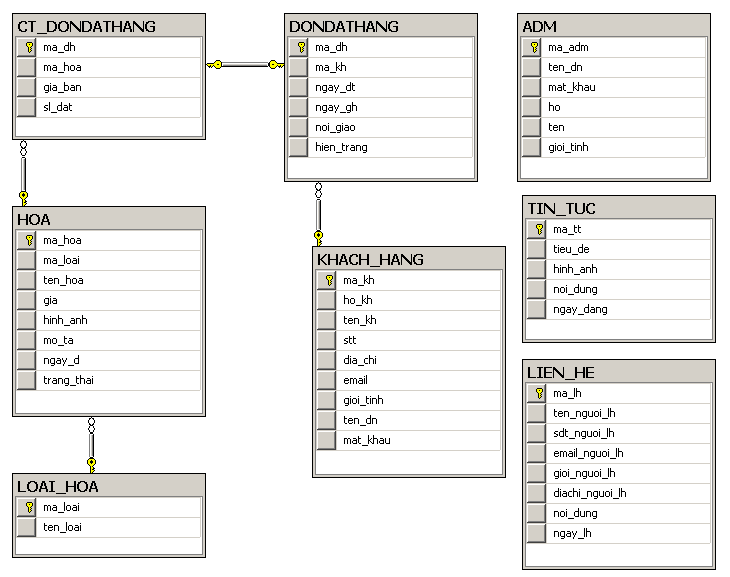 CT_DONDATHANG
ma_dh
ma_hoa
gia_ban
sl_dat
DONDATHANG
ma_dh
ma_kh
ngay_dt
ngay_gh
noi_giao
hien_trang
ADM
ma_adm
ten_dn
mat_khau
ho
ten
gioi_tinh
HOA
ma_hoa
ma_loai
ten_hoa
gia
hinh_anh
mo_ta
ngay_d
trang_thai
KHACH_HANG
ma_kh
ho_kh
ten_kh
stt
dia_chi
email
gioi_tinh
ten_dn
mat_khau
TIN_TUC
ma_tt
tieu_de
hinh_anh
noi_dung
ngay_dang
LIEN_HE
ma_lh
ten_nguoi_lh
sdt_nguoi_lh
email_nguoi_lh
gioi_nguoi_lh
diachi_nguoi_lh
noi_dung
ngay_lh
LOAI_HOA
ma_loai
ten_loai